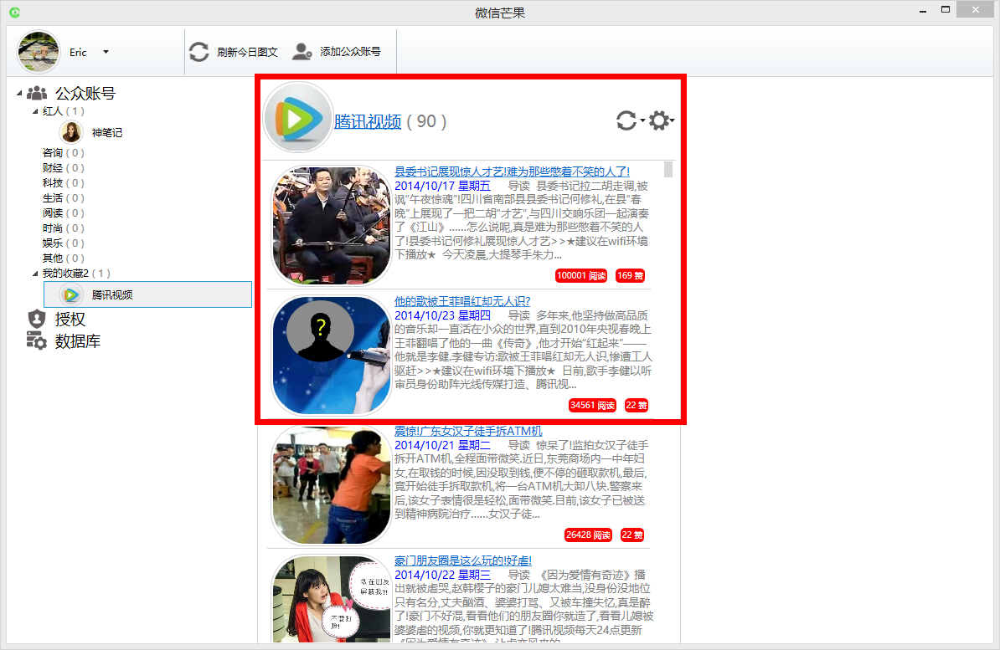 微信芒果
Eric
刷新今日图文
添加公众账号
公众账号
红人 ( 1 )
神笔记
咨询 ( 0 )
财经 ( 0 )
科技 ( 0 )
生活 ( 0 )
阅读 ( 0 )
时尚 ( 0 )
娱乐 ( 0 )
其他 ( 0 )
我的收藏2 ( 1 )
腾讯视频
授权
数据库
腾讯视频 ( 90 )
县委书记展现惊人才艺!难为那些憋着不笑的人了!
2014/10/17 星期五 导读 县委书记拉二胡走调,被
讽“午夜惊魂”!四川省南部县县委书记何修礼,在县“春
晚”上展现了一把二胡“才艺”,与四川交响乐团一起演奏
了《江山》……怎么说呢,真是难为那些憋着不笑的人
了!县委书记何修礼展现惊人才艺>>★建议在wifi环境
下播放★ 今天凌晨,大提琴手朱力...
100001 阅读 169 赞
他的歌被王菲唱红却无人识?
2014/10/23 星期四 导读 多年来,他坚持做高品质
的音乐却一直活在小众的世界,直到2010年央视春晚上
王菲翻唱了他的一曲《传奇》,他才开始“红起来”——
他就是李健.李健专访:歌被王菲唱红却无人识,惨遭工人
驱赶>>★建议在wifi环境下播放★ 日前,歌手李健以听
审员身份助阵光线传媒打造、腾讯视...
34561 阅读 22 赞
震惊!广东女汉子徒手拆ATM机
2014/10/21 星期二 导读 惊呆了!监拍女汉子徒手
拆开ATM机,全程面带微笑.近日,东莞商场内一中年妇
女,在取钱的时候,因没取到钱,便不停的砸取款机,最后,
竟开始徒手拆取款机,将一台ATM机大卸八块.警察来
后,该女子表情很是轻松,面带微笑.目前,该女子已被送
到精神病院治疗……女汉子徒...
26428 阅读 22 赞
豪门朋友圈是这么玩的!好虐!
2014/10/22 星期三 导读 《因为爱情有奇迹》播
出就被虐哭,赵韩樱子的豪门儿媳太难当,没身份没地位
只有名分,丈夫酗酒、婆婆打骂、又被车撞失忆,真是醉
了!豪门不好混,看看他们的朋友圈你就造了,看看儿媳被
婆婆虐的视频,你就更知道了!腾讯视频每天24点更新
《因为爱情有奇迹》
不要打
脸!